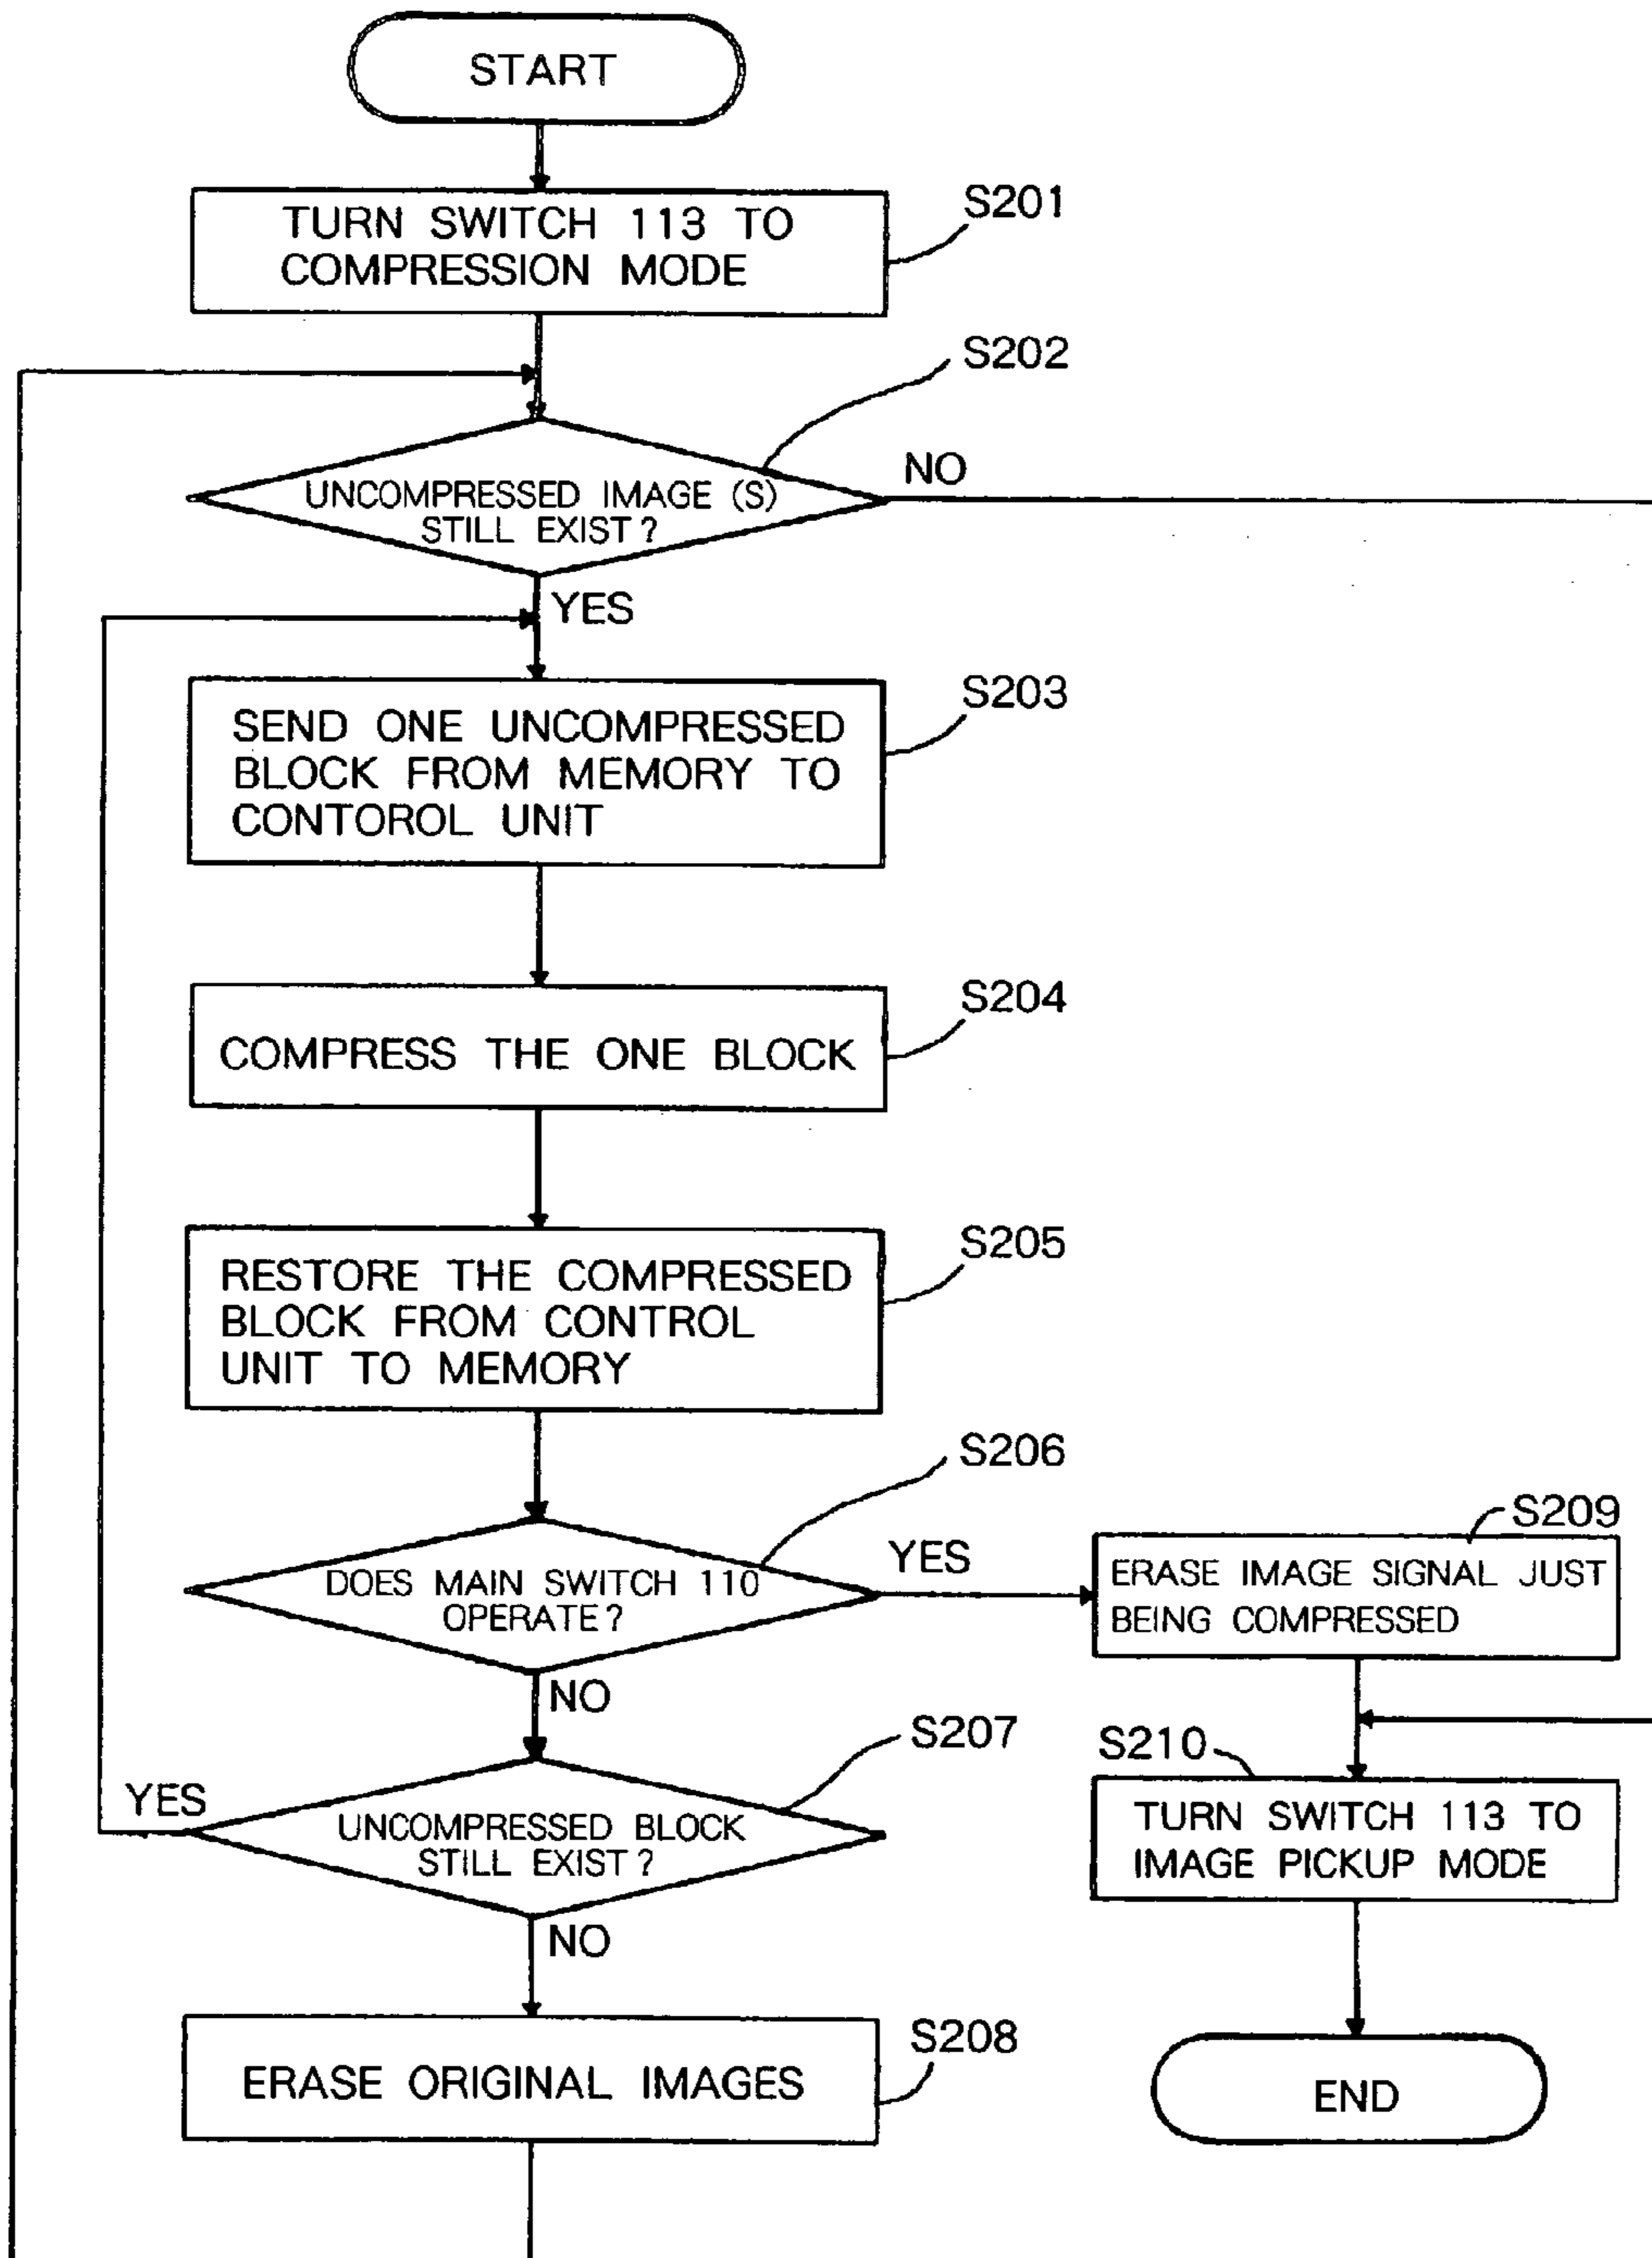 START
TURN SWITCH 113 TO
COMPRESSION MODE
S201
S202
UNCOMPRESSED IMAGE (S)
STILL EXIST?
NO
YES
S203
SEND ONE UNCOMPRESSED
BLOCK FROM MEMORY TO
CONTOROL UNIT
S204
COMPRESS THE ONE BLOCK
S205
RESTORE THE COMPRESSED
BLOCK FROM CONTROL
UNIT TO MEMORY
S206
DOES MAIN SWITCH 110
OPERATE?
YES
NO
S209
ERASE IMAGE SIGNAL JUST
BEING COMPRESSED
S207
UNCOMPRESSED BLOCK
STILL EXIST?
YES
NO
S210
TURN SWITCH 113 TO
IMAGE PICKUP MODE
S208
ERASE ORIGINAL IMAGES
END